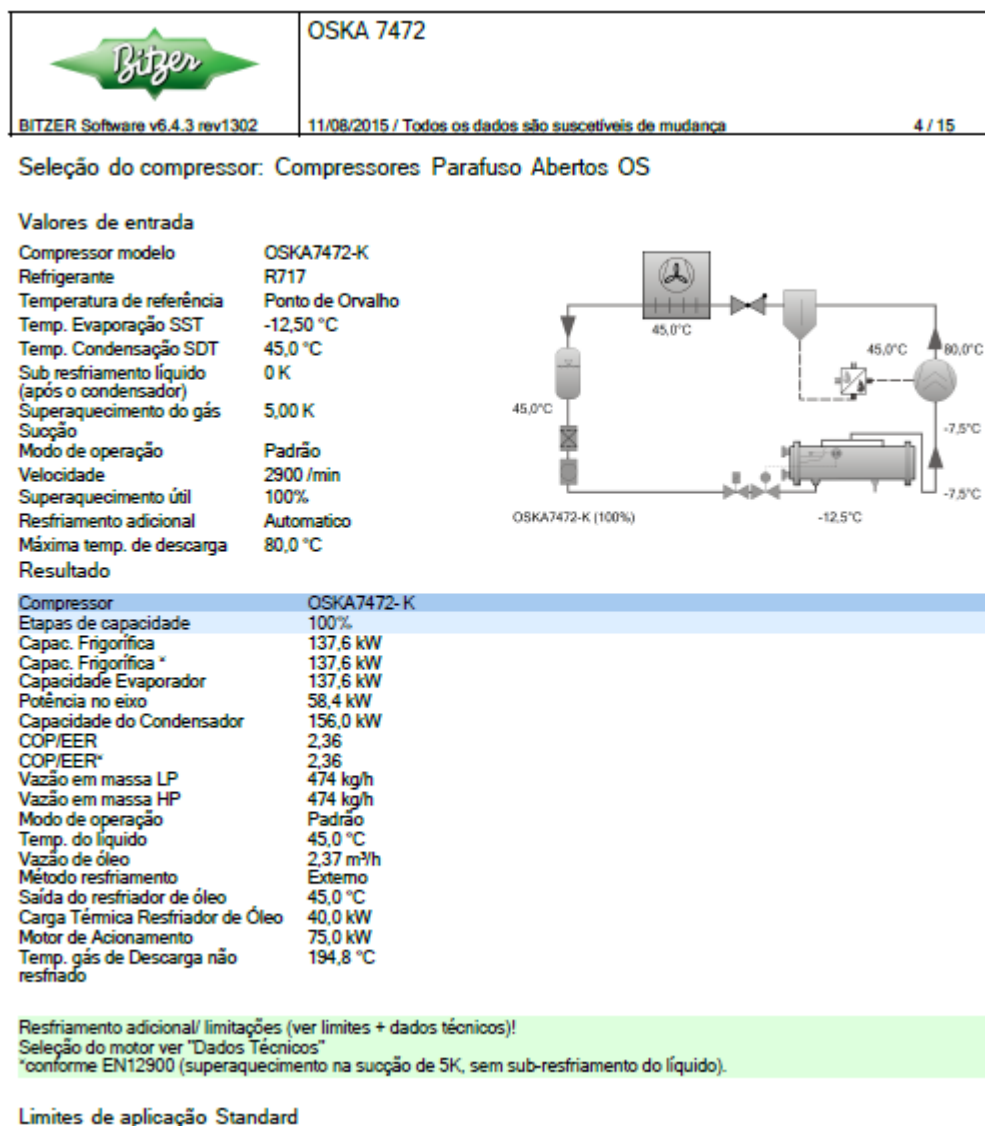 OSKA 7472
Bitzer
BITZER Software v6.4.3 rev1302
11/08/2015 / Todos os dados são suscetíveis de mudança
4 / 15
Seleção do compressor: Compressores Parafuso Abertos OS
Valores de entrada
Compressor modelo OSKA7472-K
Refrigerante R717
Temperatura de referência Ponto de Orvalho
Temp. Evaporação SST -12,50 °C
Temp. Condensação SDT 45,0 °C
Sub resfriamento líquido 0 K
(após o condensador)
Superaquecimento do gás 5,00 K
Sucção
Modo de operação Padrão
Velocidade 2900 /min
Superaquecimento útil 100%
Resfriamento adicional Automatico
Máxima temp. de descarga 80,0 °C
45,0°C
45,0°C
80,0°C
45,0°C
-7,5°C
-7,5°C
OSKA7472-K (100%)
-12,5°C
Resultado
Compressor OSKA7472- K
Etapas de capacidade 100%
Capac. Frigorífica 137,6 kW
Capac. Frigorífica * 137,6 kW
Capacidade Evaporador 137,6 kW
Potência no eixo 58,4 kW
Capacidade do Condensador 156,0 kW
COP/EER 2,36
COP/EER* 2,36
Vazão em massa LP 474 kg/h
Vazão em massa HP 474 kg/h
Modo de operação Padrão
Temp. do líquido 45,0 °C
Vazão de óleo 2,37 m³/h
Método resfriamento Externo
Saída do resfriador de óleo 45,0 °C
Carga Térmica Resfriador de Óleo 40,0 kW
Motor de Acionamento 75,0 kW
Temp. gás de Descarga não 194,8 °C
resfriado
Resfriamento adicional/ limitações (ver limites + dados técnicos)!
Seleção do motor ver "Dados Técnicos"
*conforme EN12900 (superaquecimento na sucção de 5K, sem sub-resfriamento do líquido).
Limites de aplicação Standard